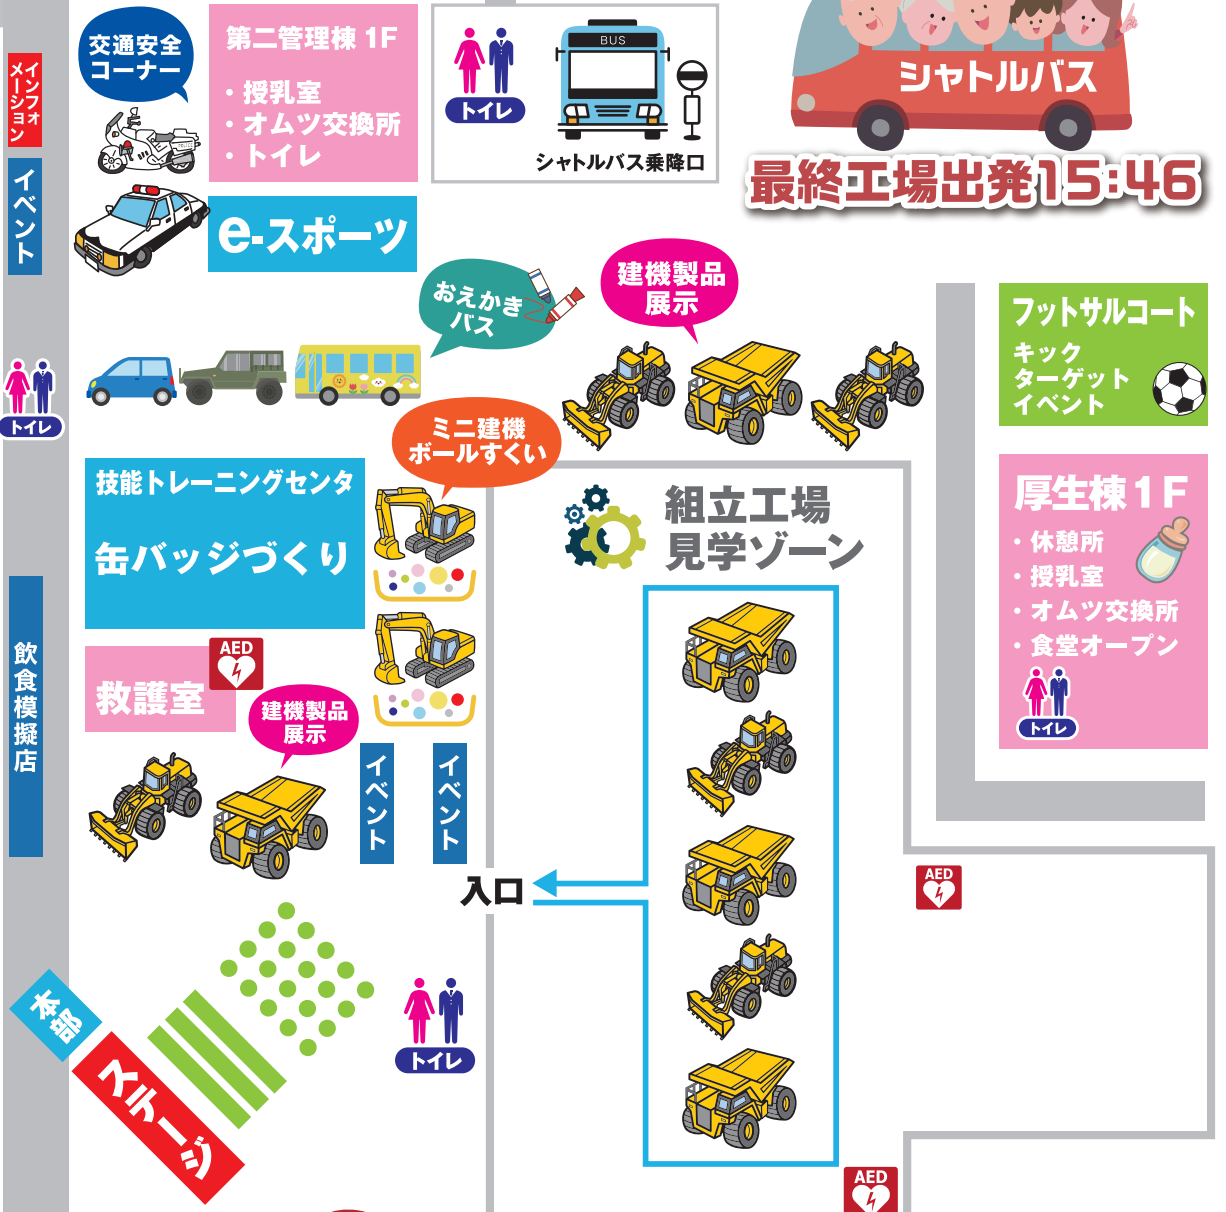 交通安全
コーナー
第二管理棟 1F
・授乳室
・オムツ交換所
・トイレ
トイレ
BUS
シャトルバス乗降口
シャトルバス
最終工場出発15:46
インフォ
メーション
イベント
e-スポーツ
おえかき
バス
建機製品
展示
フットサルコート
キック
ターゲット
イベント
トイレ
ミニ建機
ボールすくい
技能トレーニングセンタ
缶バッジづくり
組立工場
見学ゾーン
厚生棟 1F
・休憩所
・授乳室
・オムツ交換所
・食堂オープン
トイレ
飲食模擬店
AED
救護室
建機製品
展示
イベント
イベント
入口
AED
本部
ステージ
トイレ
AED